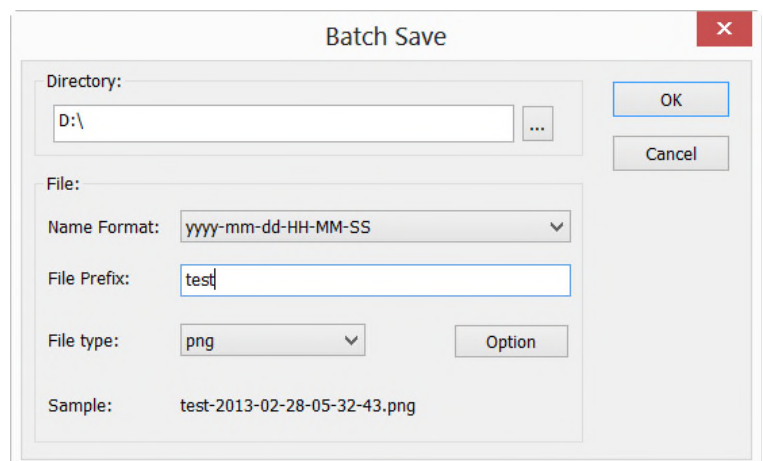 Batch Save
Directory:
D:\
...
OK
Cancel
File:
Name Format: yyyy-mm-dd-HH-MM-SS
File Prefix: test
File type: png Option
Sample: test-2013-02-28-05-32-43.png